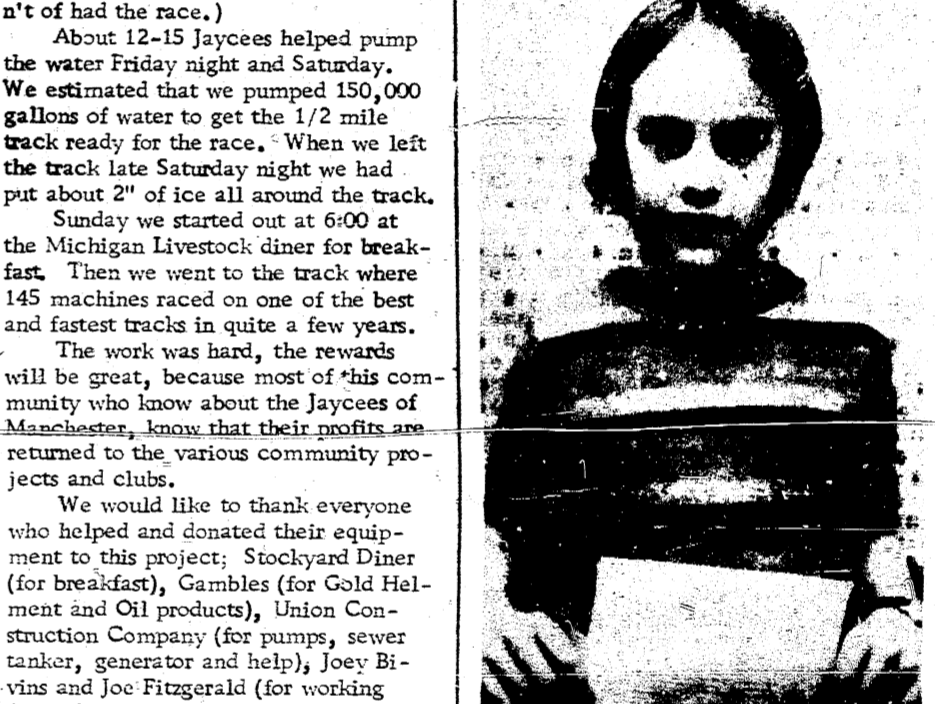 n't of had the race.)
About 12-15 Jaycees helped pump
the water Friday night and Saturday.
We estimated that we pumped 150,000
gallons of water to get the 1/2 mile
track ready for the race. When we left
the track late Saturday night we had
put about 2" of ice all around the track.
Sunday we started out at 6:00 at
the Michigan Livestock diner for break-
fast. Then we went to the track where
145 machines raced on one of the best
and fastest tracks in quite a few years.
The work was hard, the rewards
will be great, because most of this com-
munity who know about the Jaycees of
Manchester, know that their profits are
returned to the various community pro-
jects and clubs.
We would like to thank everyone
who helped and donated their equip-
ment to this project; Stockyard Diner
(for breakfast), Gambles (for Gold Hel-
ment and Oil products), Union Con-
struction Company (for pumps, sewer
tanker, generator and help), Joey Bi-
vins and Joe Fitzgerald (for working